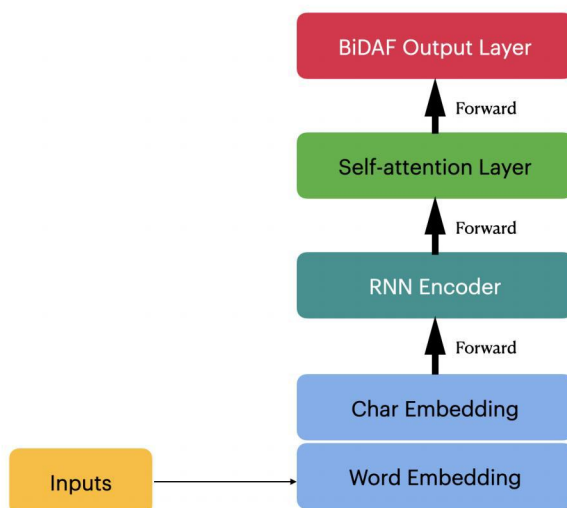 BiDAF Output Layer
Forward
Self-attention Layer
Forward
RNN Encoder
Forward
Char Embedding
Inputs
Word Embedding